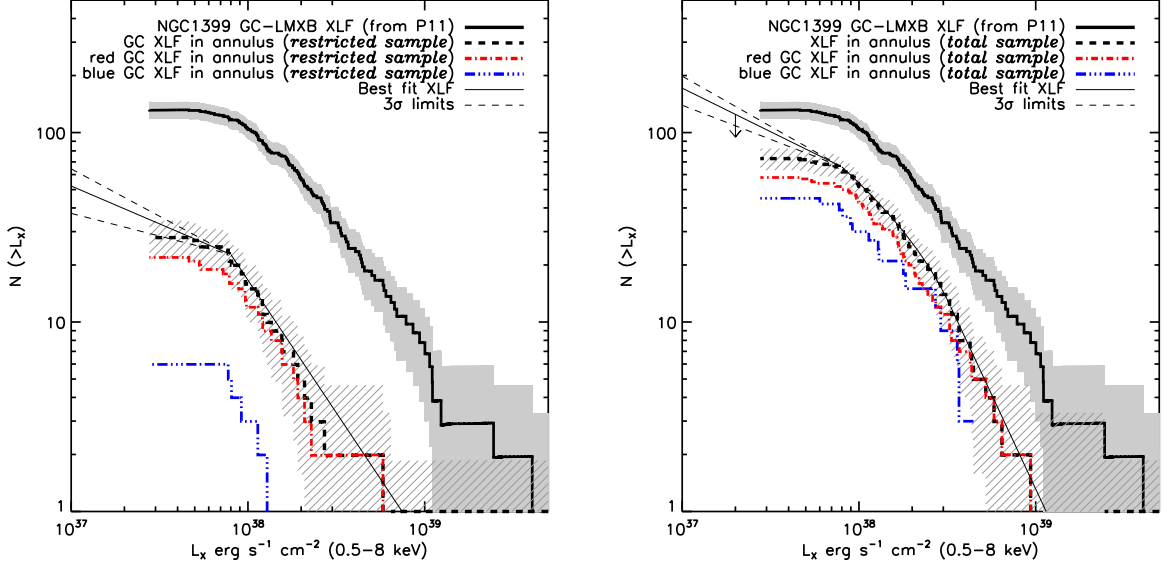 NGC1399 GC-LMXB XLF (from P11)
GC XLF in annulus (restricted sample)
red GC XLF in annulus (restricted sample)
blue GC XLF in annulus (restricted sample)
Best fit XLF
3σ limits
100
10
1
N (>Lx)
10^37
10^38
10^39
Lx erg s⁻¹ cm⁻² (0.5-8 keV)
NGC1399 GC-LMXB XLF (from P11)
XLF in annulus (total sample)
red GC XLF in annulus (total sample)
blue GC XLF in annulus (total sample)
Best fit XLF
3σ limits
100
10
1
N (>Lx)
10^37
10^38
10^39
Lx erg s⁻¹ cm⁻² (0.5-8 keV)